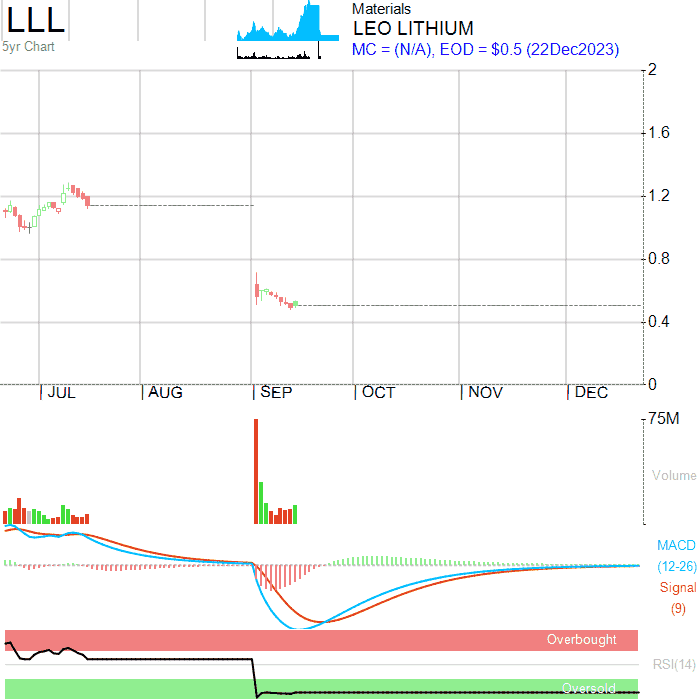 LLL
5yr Chart
Materials
LEO LITHIUM
MC = (N/A), EOD = $0.5 (22Dec2023)
2
1.6
1.2
0.8
0.4
0
JUL AUG SEP OCT NOV DEC
75M
Volume
MACD
(12-26)
Signal
(9)
Overbought
RSI(14)
Oversold